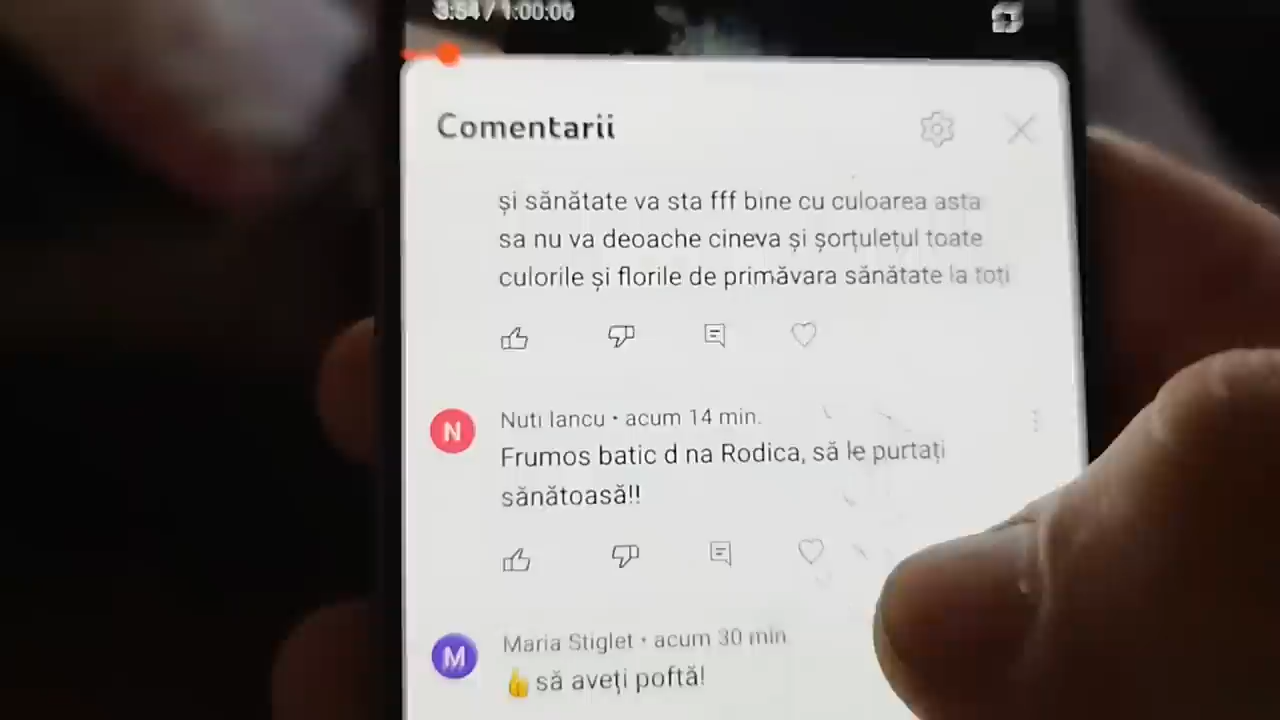 3:54 / 1:00:06
Comentarii
și sănătate va sta fff bine cu culoarea asta
sa nu va deoache cineva și șorțulețul toate
culorile și florile de primăvara sănătate la toți
N
Nuti Iancu • acum 14 min.
Frumos batic d na Rodica, să le purtați
sănătoasă!!
M
Maria Stiglet • acum 30 min
👍să aveți poftă!